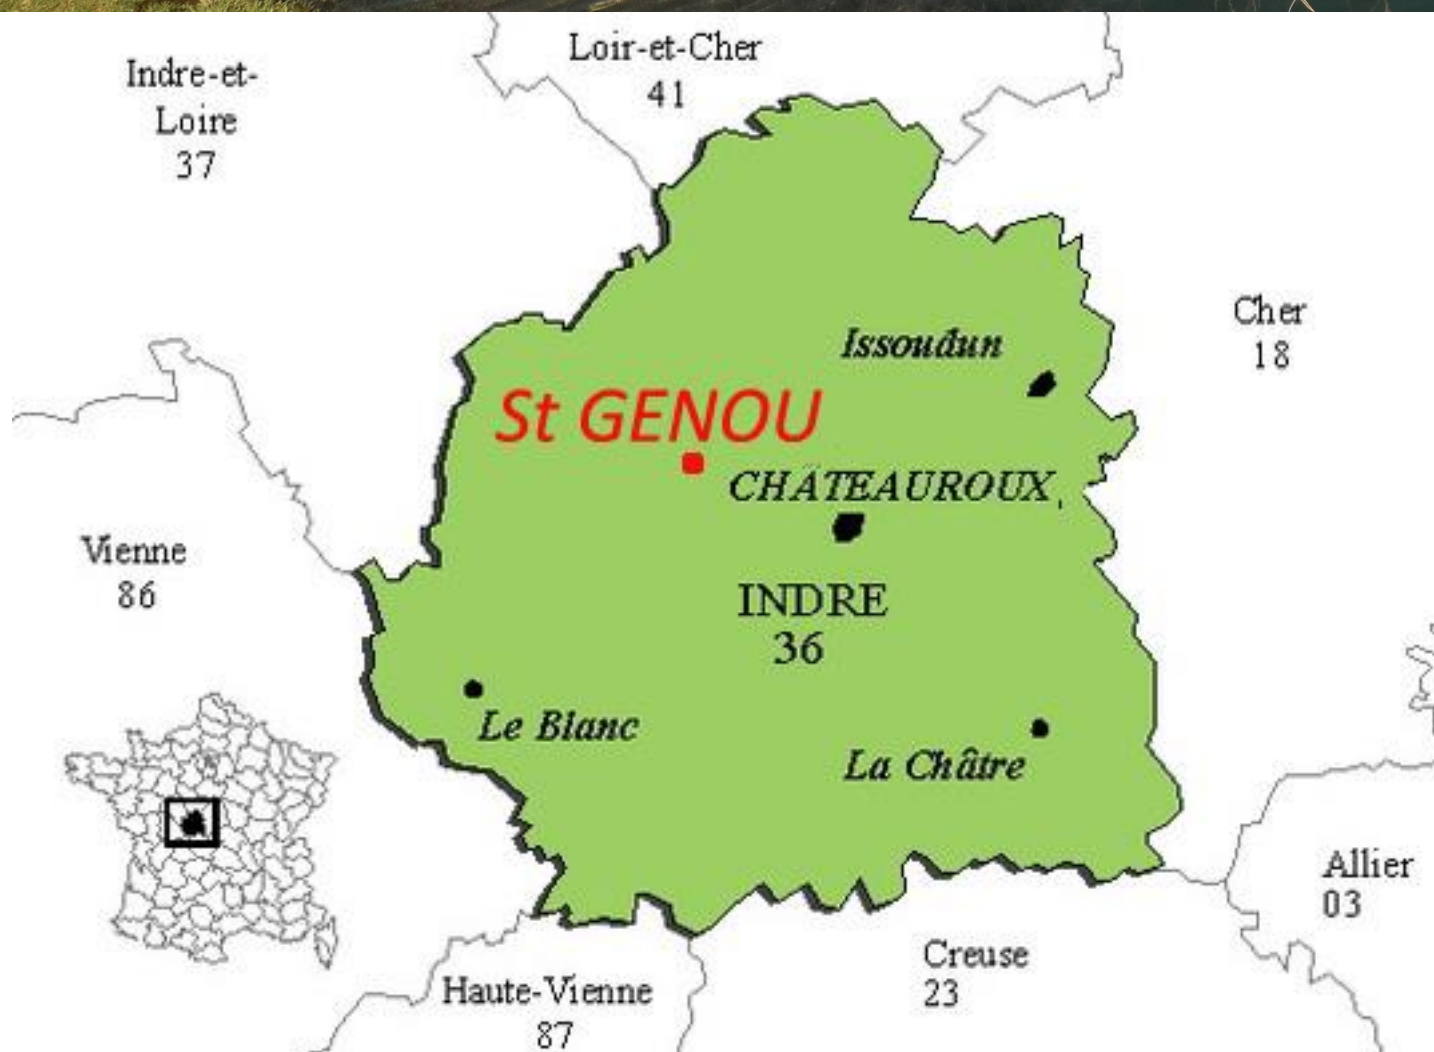 Loir-et-Cher
41
Indre-et-
Loire
37
Cher
18
Issoudun
St GENOU
CHÂTEAUROUX
Vienne
86
INDRE
36
Le Blanc
La Châtre
Allier
03
Creuse
23
Haute-Vienne
87